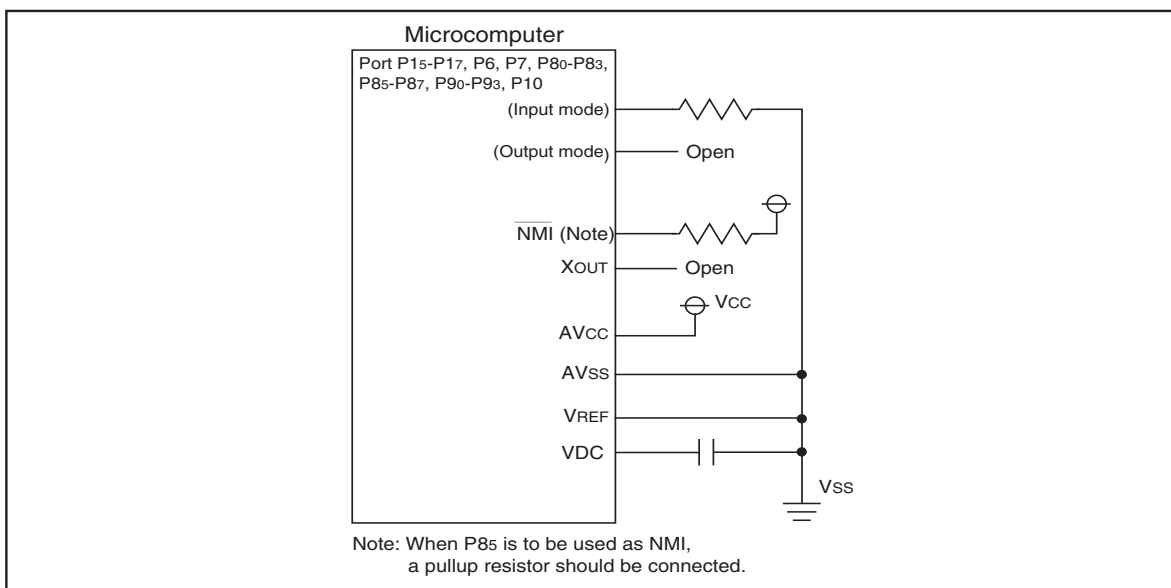 Microcomputer
Port P15-P17, P6, P7, P80-P83,
P85-P87, P90-P93, P10
(Input mode)
(Output mode)
Open
NMI (Note)
XOUT
Open
VCC
AVCC
AVSS
VREF
VDC
VSS
Note: When P85 is to be used as NMI,
a pullup resistor should be connected.